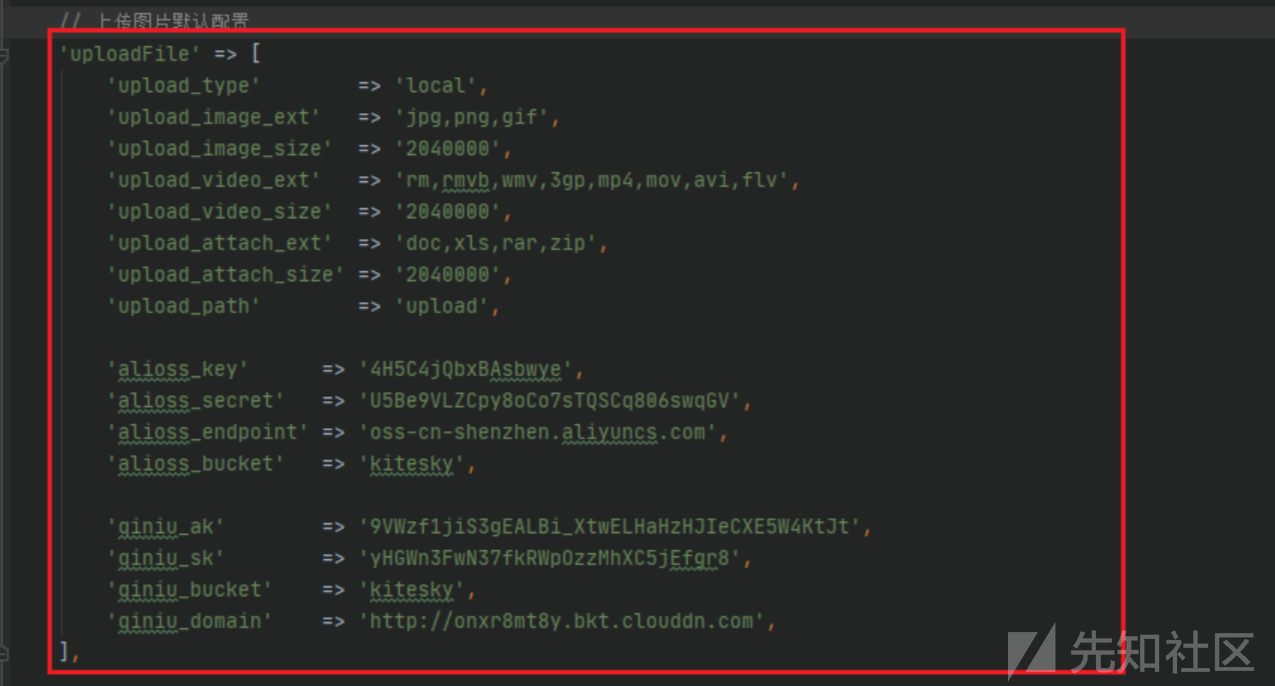 // 上传图片默认配置
'uploadFile' => [
'upload_type' => 'local',
'upload_image_ext' => 'jpg,png,gif',
'upload_image_size' => '2040000',
'upload_video_ext' => 'rm,rmvb,wmv,3gp,mp4,mov,avi,flv',
'upload_video_size' => '2040000',
'upload_attach_ext' => 'doc,xls,rar,zip',
'upload_attach_size' => '2040000',
'upload_path' => 'upload',
'alioss_key' => '4H5C4jQbxBAsbwye',
'alioss_secret' => 'U5Be9VLZCpy8oCo7sTQSCq806swqGV',
'alioss_endpoint' => 'oss-cn-shenzhen.aliyuncs.com',
'alioss_bucket' => 'kitesky',
'qiniu_ak' => '9VWzf1jiS3gEALBi_XtwELHaHzHJIeCXE5W4KtJt',
'qiniu_sk' => 'yHGWn3FwN37fkRWpOzzMhXC5jEfgr8',
'qiniu_bucket' => 'kitesky',
'qiniu_domain' => 'http://onxr8mt8y.bkt.clouddn.com',
],
先知社区